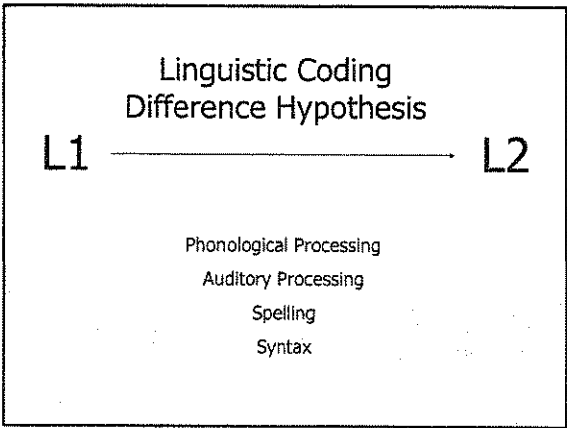 Linguistic Coding
Difference Hypothesis
L1 L2
Phonological Processing
Auditory Processing
Spelling
Syntax